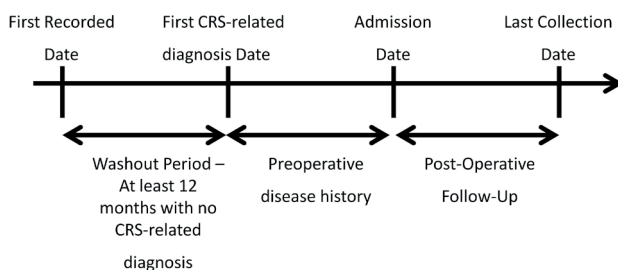 First Recorded
Date
First CRS-related
diagnosis Date
Admission
Date
Last Collection
Date
Washout Period –
At least 12
months with no
CRS-related
diagnosis
Preoperative
disease history
Post-Operative
Follow-Up